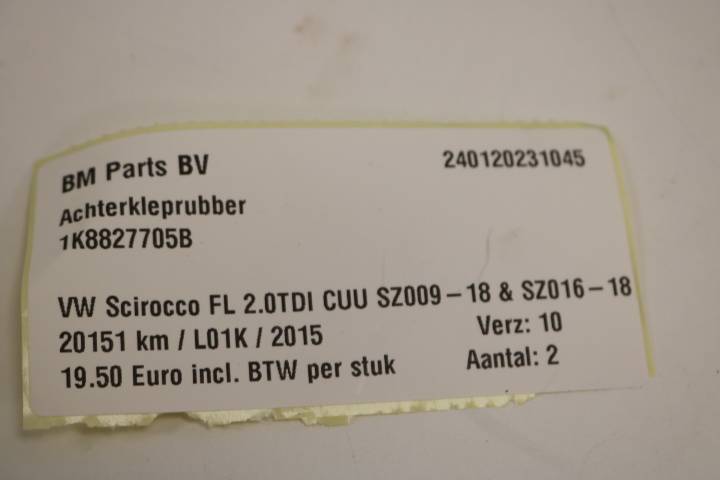 BM Parts BV 240120231045
Achterkleprubber
1K8827705B
VW Scirocco FL 2.0TDI CUU SZ009-18 & SZ016-18
20151 km / L01K / 2015 Verz: 10
19.50 Euro incl. BTW per stuk Aantal: 2